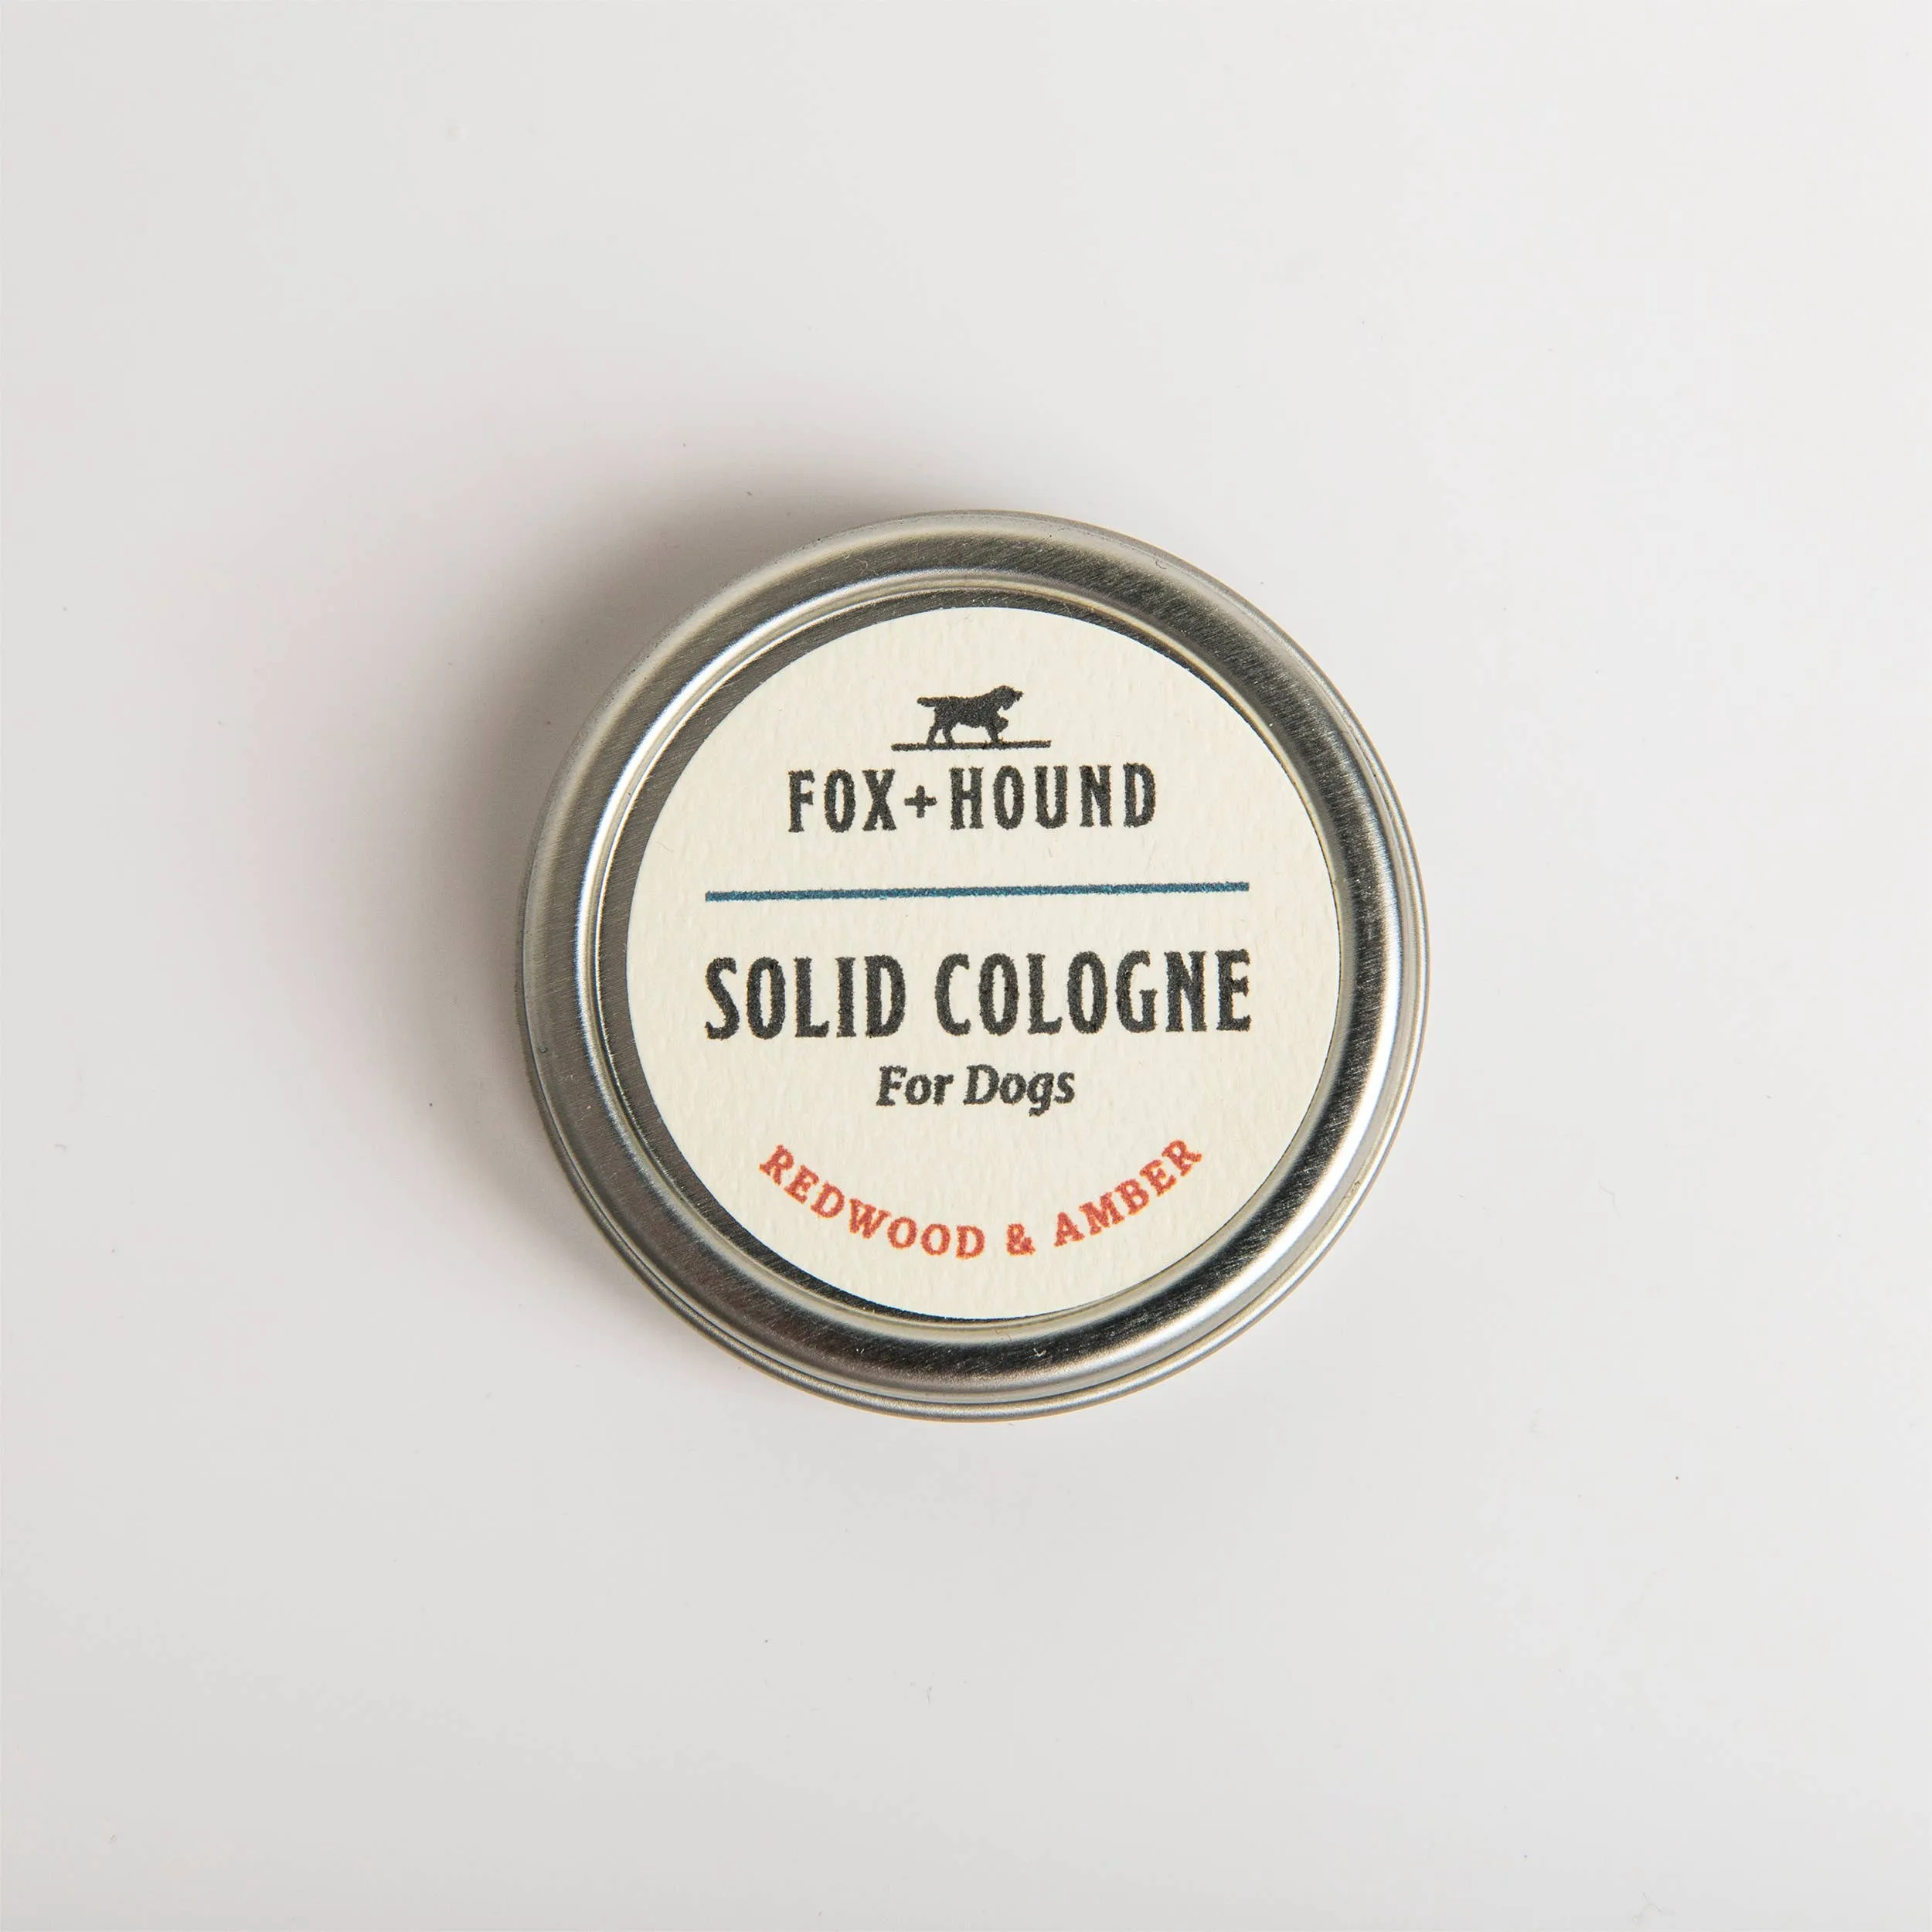 FOX+HOUND
SOLID COLOGNE
For Dogs
REDWOOD & AMBER